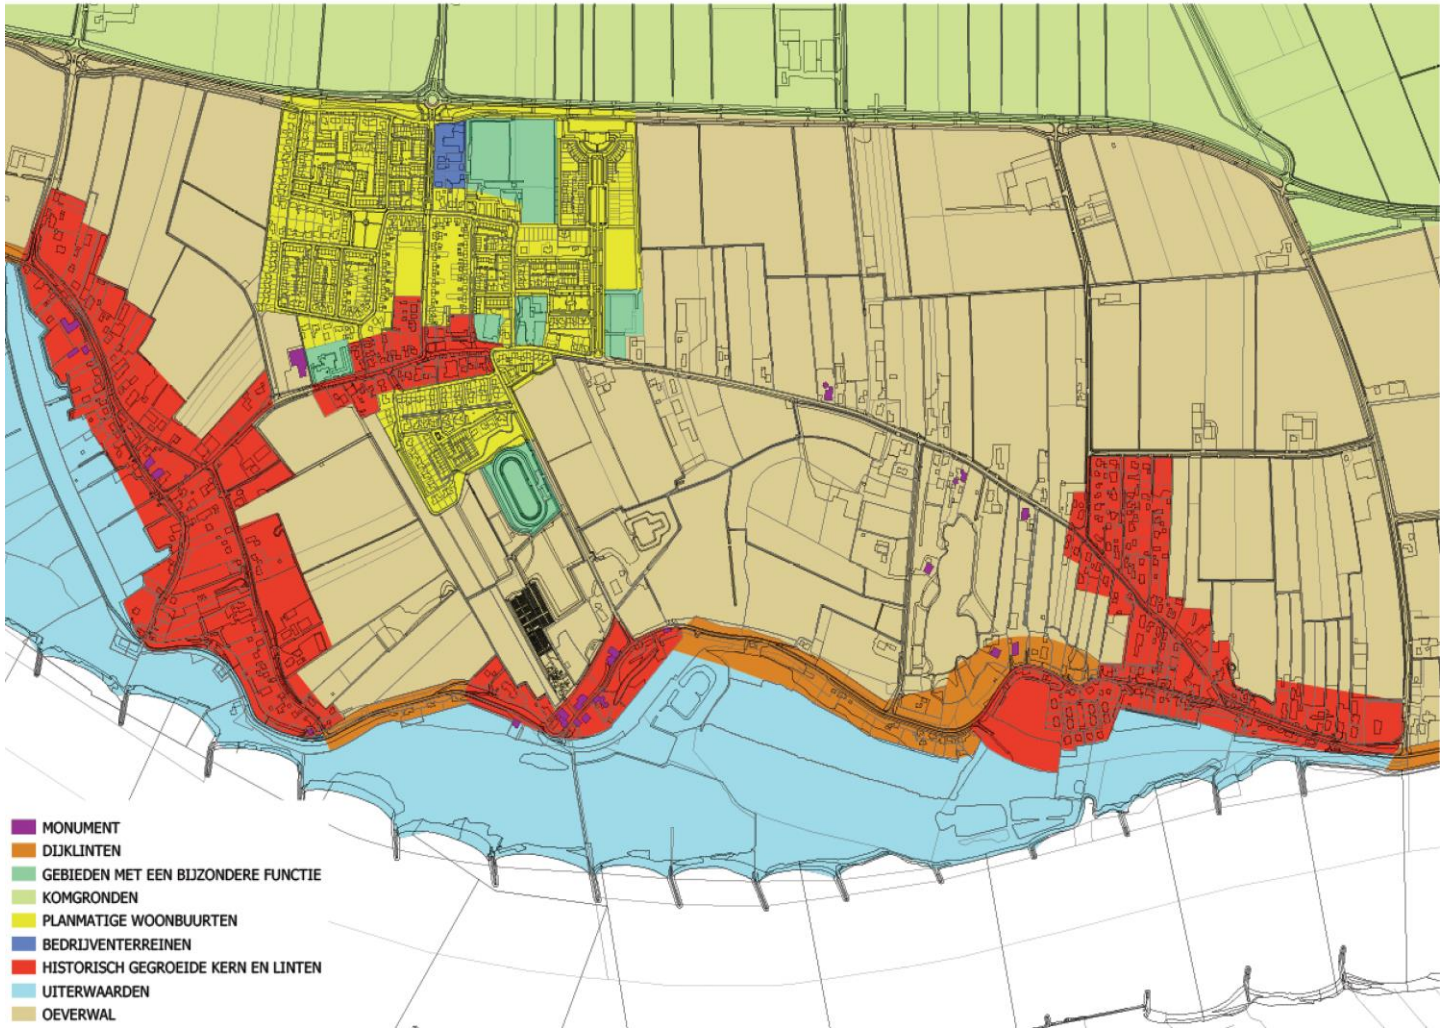 MONUMENT
DIJKLINTEN
GEBIEDEN MET EEN BIJZONDERE FUNCTIE
KOMGRONDEN
PLANMATIGE WOONBUURTEN
BEDRIJVENTERREINEN
HISTORISCH GEGROEIDE KERN EN LINTEN
UITERWAARDEN
OEVERWAL